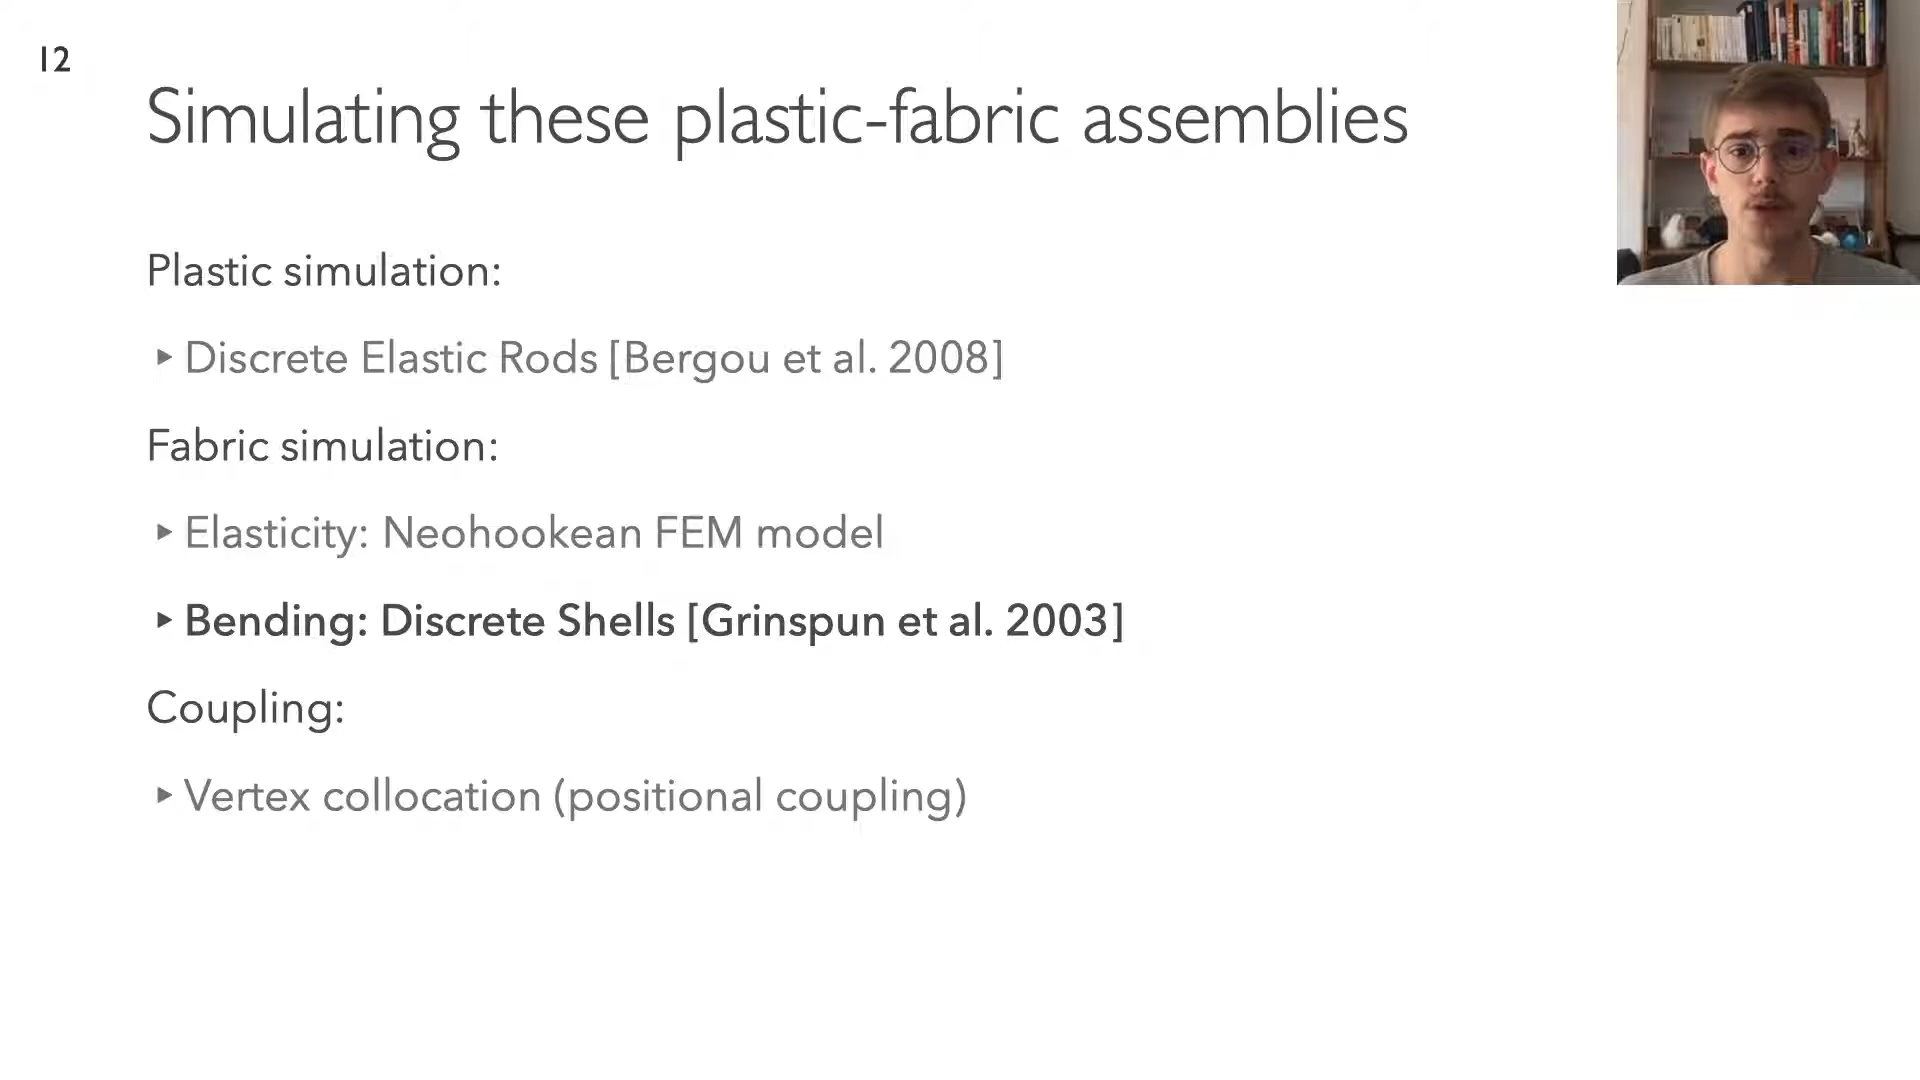 12
Simulating these plastic-fabric assemblies
Plastic simulation:
▸ Discrete Elastic Rods [Bergou et al. 2008]
Fabric simulation:
▸ Elasticity: Neohookean FEM model
▸ Bending: Discrete Shells [Grinspun et al. 2003]
Coupling:
▸ Vertex collocation (positional coupling)